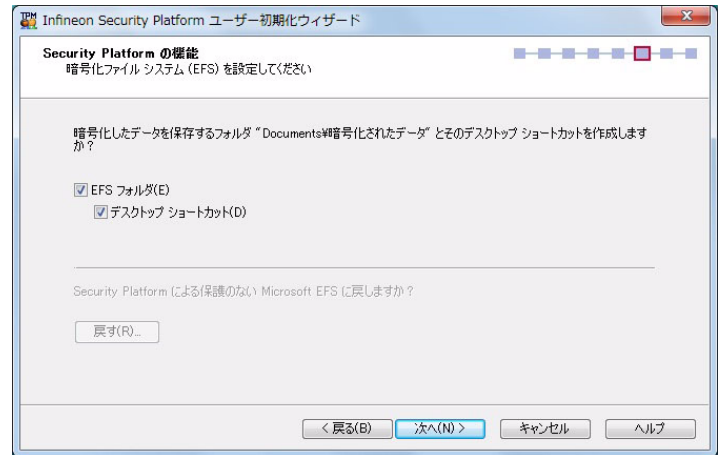 TPM
Infineon Security Platform ユーザー初期化ウィザード
Security Platform の機能
暗号化ファイル システム (EFS) を設定してください
暗号化したデータを保存するフォルダ “Documents¥暗号化されたデータ” とそのデスクトップ ショートカットを作成します
か？
EFS フォルダ(E)
デスクトップ ショートカット(D)
Security Platform による保護のない Microsoft EFS に戻しますか？
戻す(R)...
< 戻る(B)
次へ(N) >
キャンセル
ヘルプ